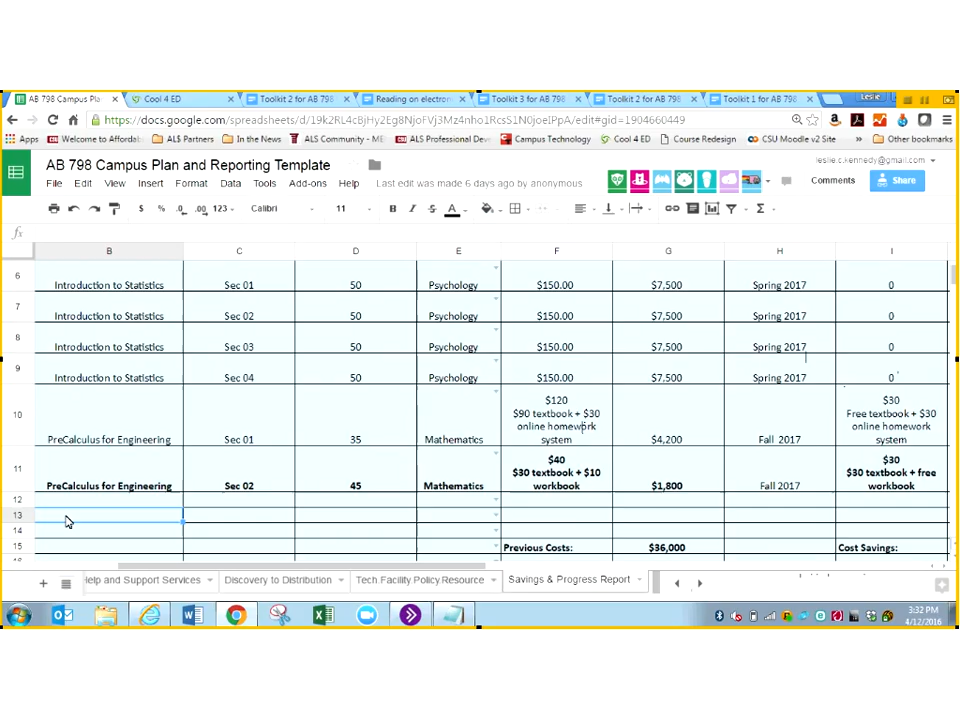 AB 798 Campus Pla
Cool 4 ED
Toolkit 2 for AB 798
Reading on electron
Toolkit 3 for AB 798
Toolkit 2 for AB 798
Toolkit 1 for AB 798
Leslie
https://docs.google.com/spreadsheets/d/19k2RL4cBjHy2Eg8NjoFVj3Mz4nho1RcsS1N0joeIPpA/edit#gid=1904660449
Apps
Welcome to Affordab
ALS Partners
In the News
ALS Community - ME
ALS Professional Dev
Campus Technology
Cool 4 ED
Course Redesign
CSU Moodle v2 Site
»
Other bookmarks
AB 798 Campus Plan and Reporting Template
leslie.c.kennedy@gmail.com
File Edit View Insert Format Data Tools Add-ons Help
Last edit was made 6 days ago by anonymous
Comments
Share
$ % .0 .00 123 Calibri 11 B I S A
fx
B C D E F G H I
6 Introduction to Statistics Sec 01 50 Psychology $150.00 $7,500 Spring 2017 0
7 Introduction to Statistics Sec 02 50 Psychology $150.00 $7,500 Spring 2017 0
8 Introduction to Statistics Sec 03 50 Psychology $150.00 $7,500 Spring 2017 0
9 Introduction to Statistics Sec 04 50 Psychology $150.00 $7,500 Spring 2017 0
10 PreCalculus for Engineering Sec 01 35 Mathematics
$120
$90 textbook + $30
online homework
system
$4,200 Fall 2017
$30
Free textbook + $30
online homework
system
11 PreCalculus for Engineering Sec 02 45 Mathematics
$40
$30 textbook + $10
workbook
$1,800 Fall 2017
$30
$30 textbook + free
workbook
12
13
14
15 Previous Costs: $36,000 Cost Savings:
Help and Support Services
Discovery to Distribution
Tech.Facility Policy Resource
Savings & Progress Report
3:32 PM
4/12/2016